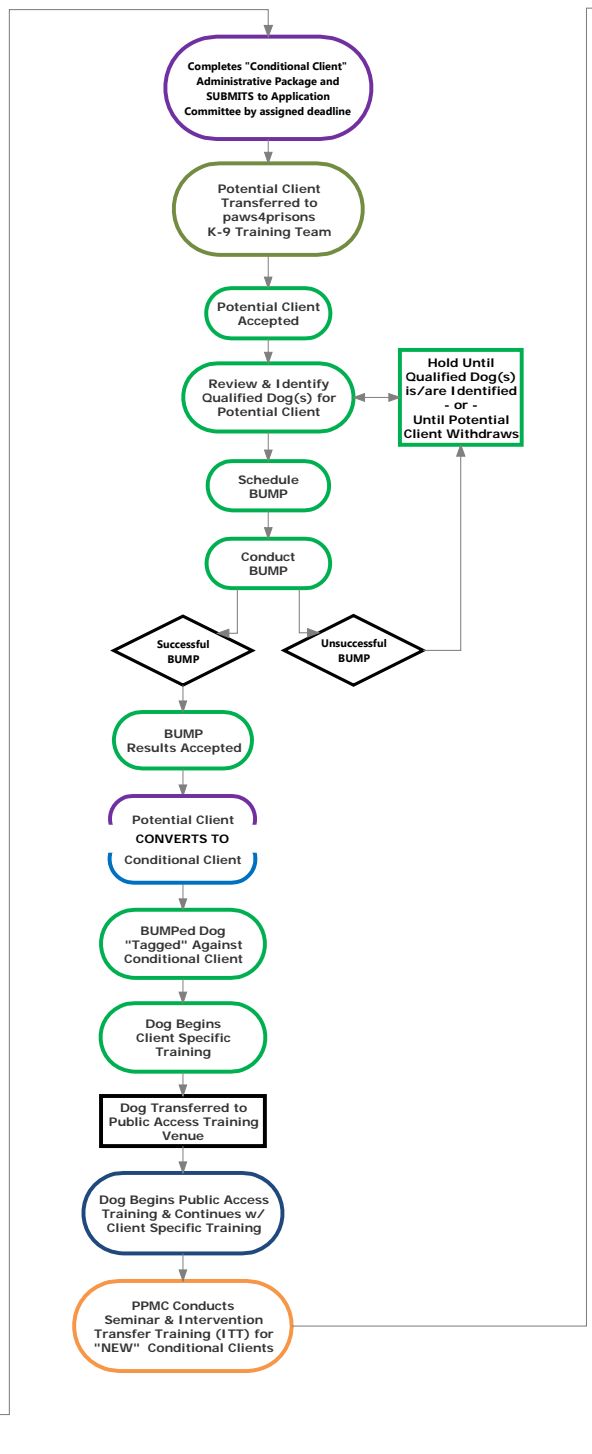 Completes "Conditional Client"
Administrative Package and
SUBMITS to Application
Committee by assigned deadline
Potential Client
Transferred to
paws4prisons
K-9 Training Team
Potential Client
Accepted
Review & Identify
Qualified Dog(s) for
Potential Client
Hold Until
Qualified Dog(s)
is/are Identified
- or -
Until Potential
Client Withdraws
Schedule
BUMP
Conduct
BUMP
Successful
BUMP
Unsuccessful
BUMP
BUMP
Results Accepted
Potential Client
CONVERTS TO
Conditional Client
BUMPed Dog
"Tagged" Against
Conditional Client
Dog Begins
Client Specific
Training
Dog Transferred to
Public Access Training
Venue
Dog Begins Public Access
Training & Continues w/
Client Specific Training
PPMC Conducts
Seminar & Intervention
Transfer Training (ITT) for
"NEW" Conditional Clients